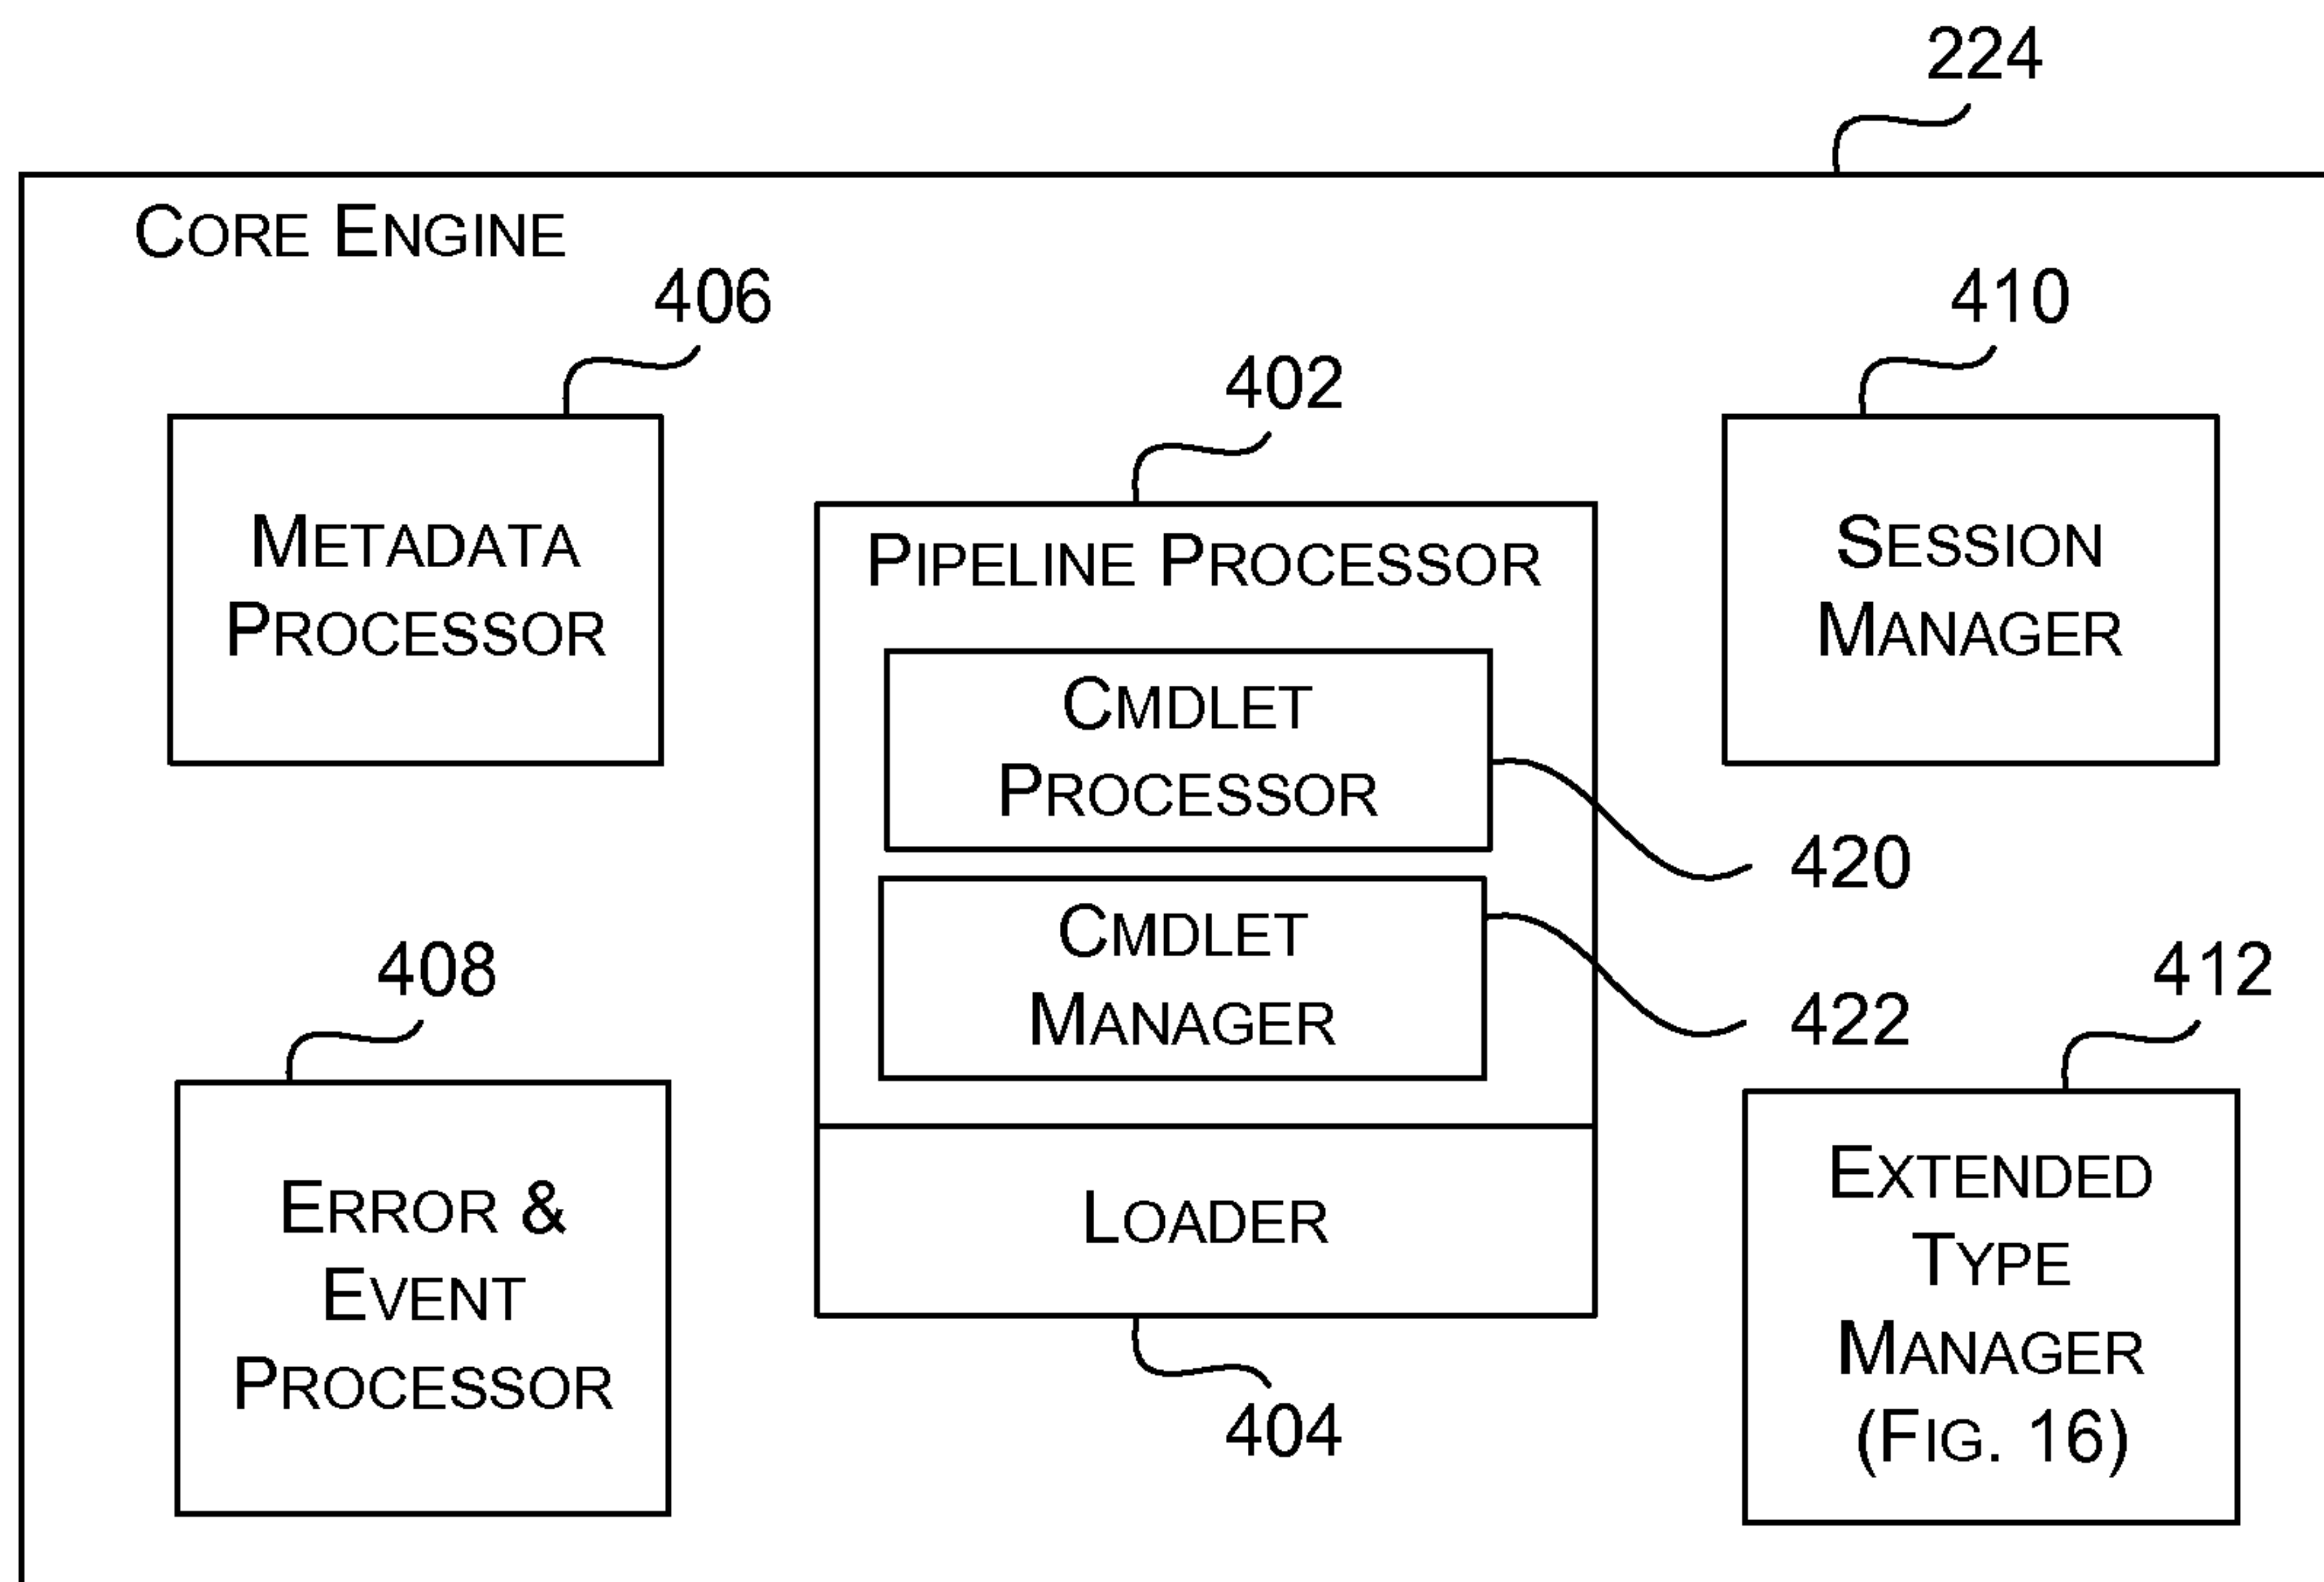 224
CORE ENGINE
406
410
402
METADATA
PROCESSOR
SESSION
MANAGER
PIPELINE PROCESSOR
CMDLET
PROCESSOR
420
CMDLET
MANAGER
422
408
412
ERROR &
EVENT
PROCESSOR
LOADER
EXTENDED
TYPE
MANAGER
(FIG. 16)
404